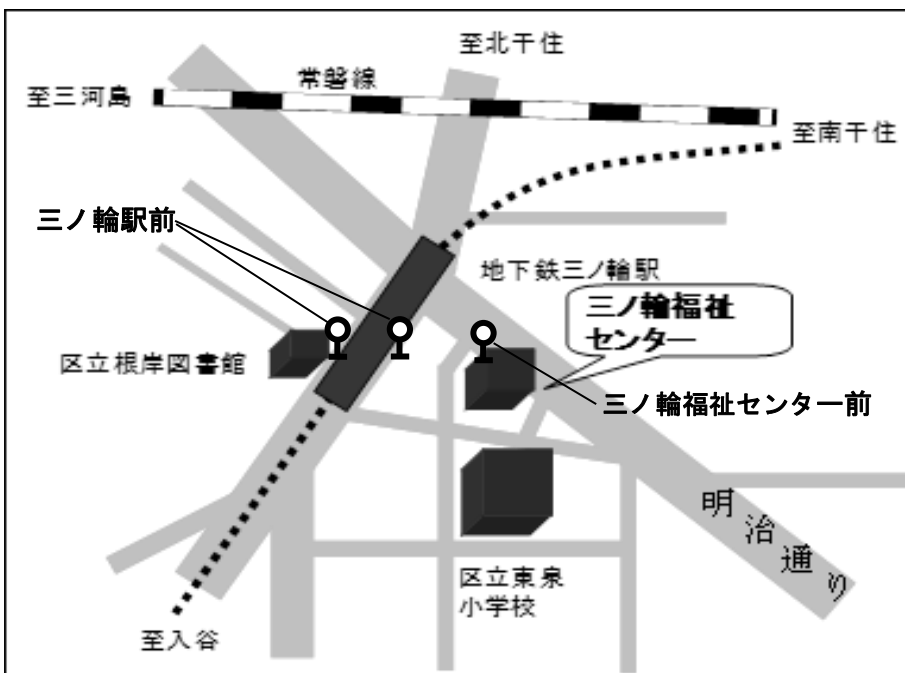 至北千住
常磐線
至三河島
至南千住
三ノ輪駅前
地下鉄三ノ輪駅
三ノ輪福祉
センター
区立根岸図書館
三ノ輪福祉センター前
明治通り
区立東泉
小学校
至入谷